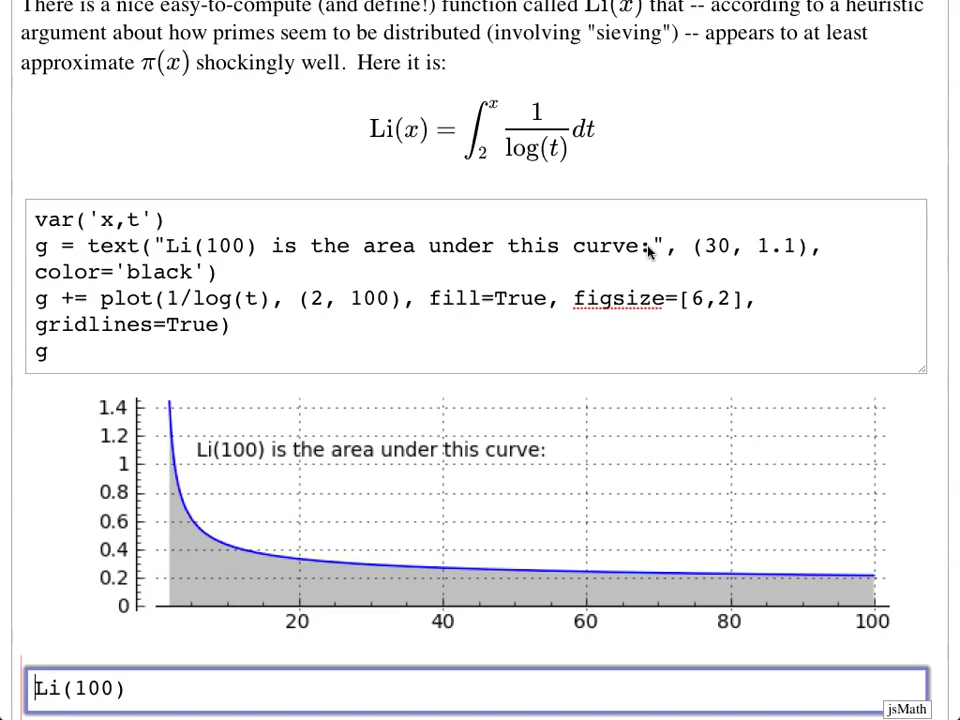 There is a nice easy-to-compute (and define!) function called Li(x) that -- according to a heuristic
argument about how primes seem to be distributed (involving "sieving") -- appears to at least
approximate π(x) shockingly well. Here it is:
Li(x) = ∫₂ˣ 1/log(t) dt
var('x,t')
g = text("Li(100) is the area under this curve:", (30, 1.1),
color='black')
g += plot(1/log(t), (2, 100), fill=True, figsize=[6,2],
gridlines=True)
g
1.4
1.2
Li(100) is the area under this curve:
1
0.8
0.6
0.4
0.2
0
20 40 60 80 100
Li(100)
jsMath